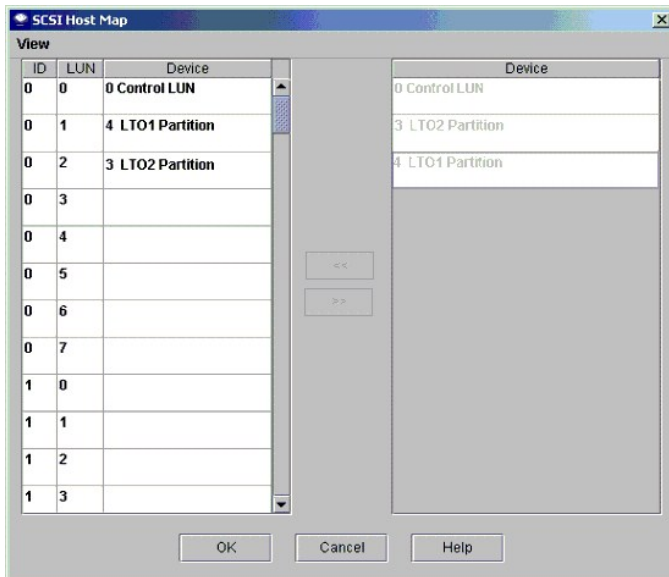 SCSI Host Map
View
ID LUN Device
0 0 0 Control LUN
0 1 4 LTO1 Partition
0 2 3 LTO2 Partition
0 3
0 4
0 5
0 6
0 7
1 0
1 1
1 2
1 3
<<
>>
Device
0 Control LUN
3 LTO2 Partition
4 LTO1 Partition
OK Cancel Help